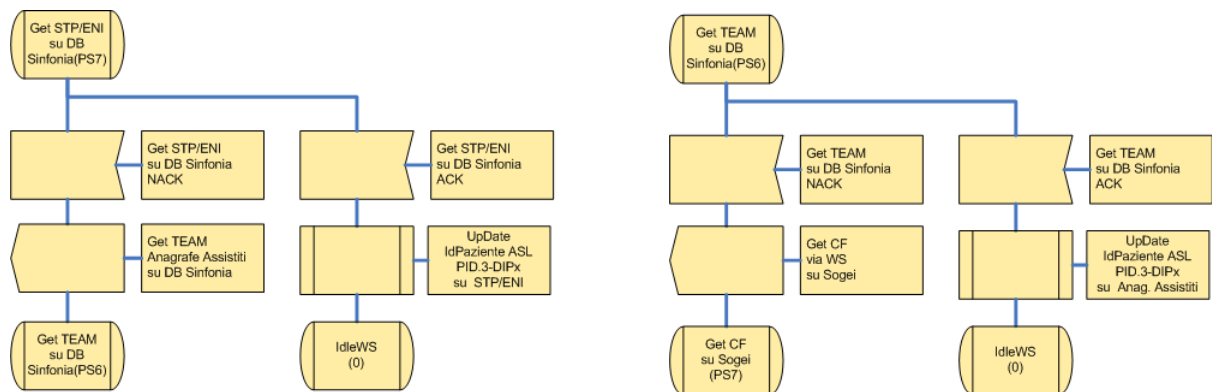 Get STP/ENI
su DB
Sinfonia(PS7)
Get STP/ENI
su DB Sinfonia
NACK
Get STP/ENI
su DB Sinfonia
ACK
Get TEAM
Anagrafe Assistiti
su DB Sinfonia
UpDate
IdPaziente ASL
PID.3-DIPx
su STP/ENI
Get TEAM
su DB
Sinfonia(PS6)
IdleWS
(0)
Get TEAM
su DB
Sinfonia(PS6)
Get TEAM
su DB Sinfonia
NACK
Get TEAM
su DB Sinfonia
ACK
Get CF
via WS
su Sogei
UpDate
IdPaziente ASL
PID.3-DIPx
su Anag. Assistiti
Get CF
su Sogei
(PS7)
IdleWS
(0)